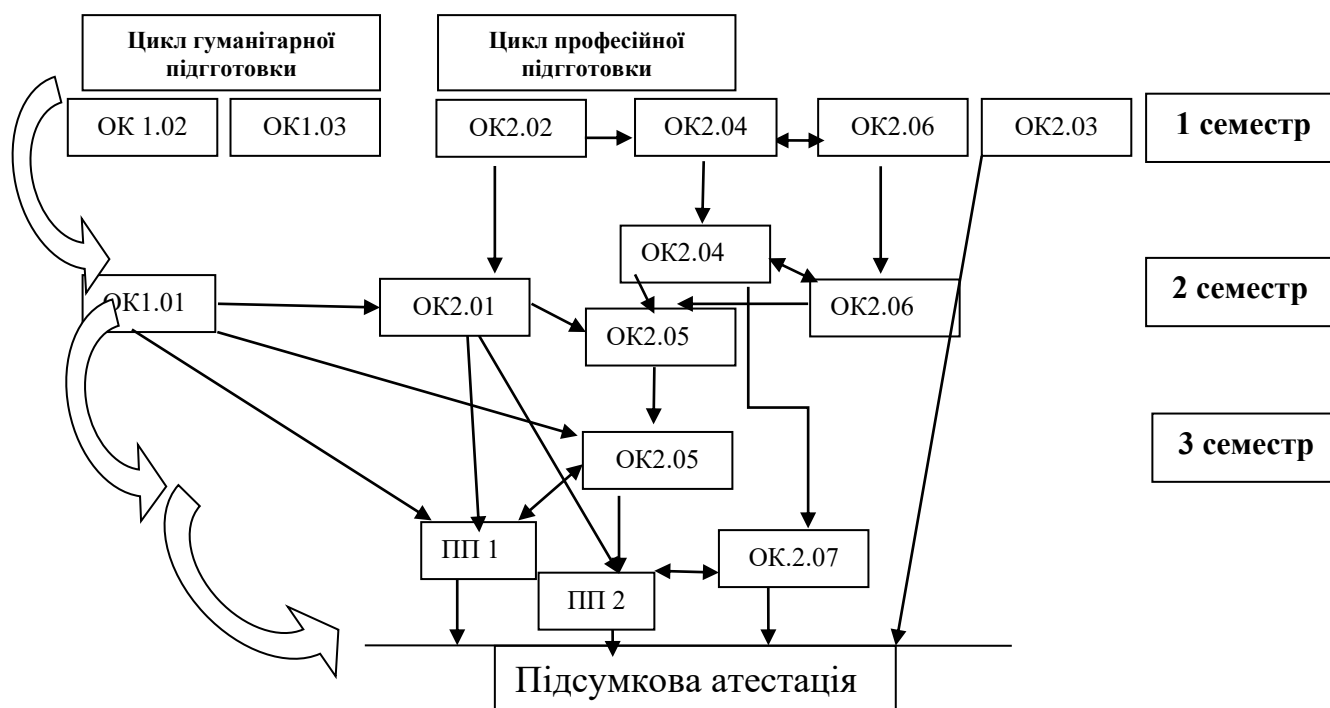 Цикл гуманітарної
підгготовки
Цикл професійної
підгготовки
ОК 1.02
ОК1.03
ОК2.02
ОК2.04
ОК2.06
ОК2.03
1 семестр
ОК2.04
ОК1.01
ОК2.01
ОК2.05
ОК2.06
2 семестр
ОК2.05
3 семестр
ПП 1
ОК.2.07
ПП 2
Підсумкова атестація